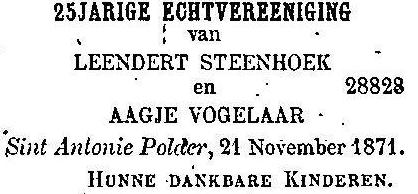 25JARIGE ECHTVEREENIGING
van
LEENDERT STEENHOEK
en 28828
AAGJE VOGELAAR
Sint Antonie Polder, 21 November 1871.
HUNNE DANKBARE KINDEREN.